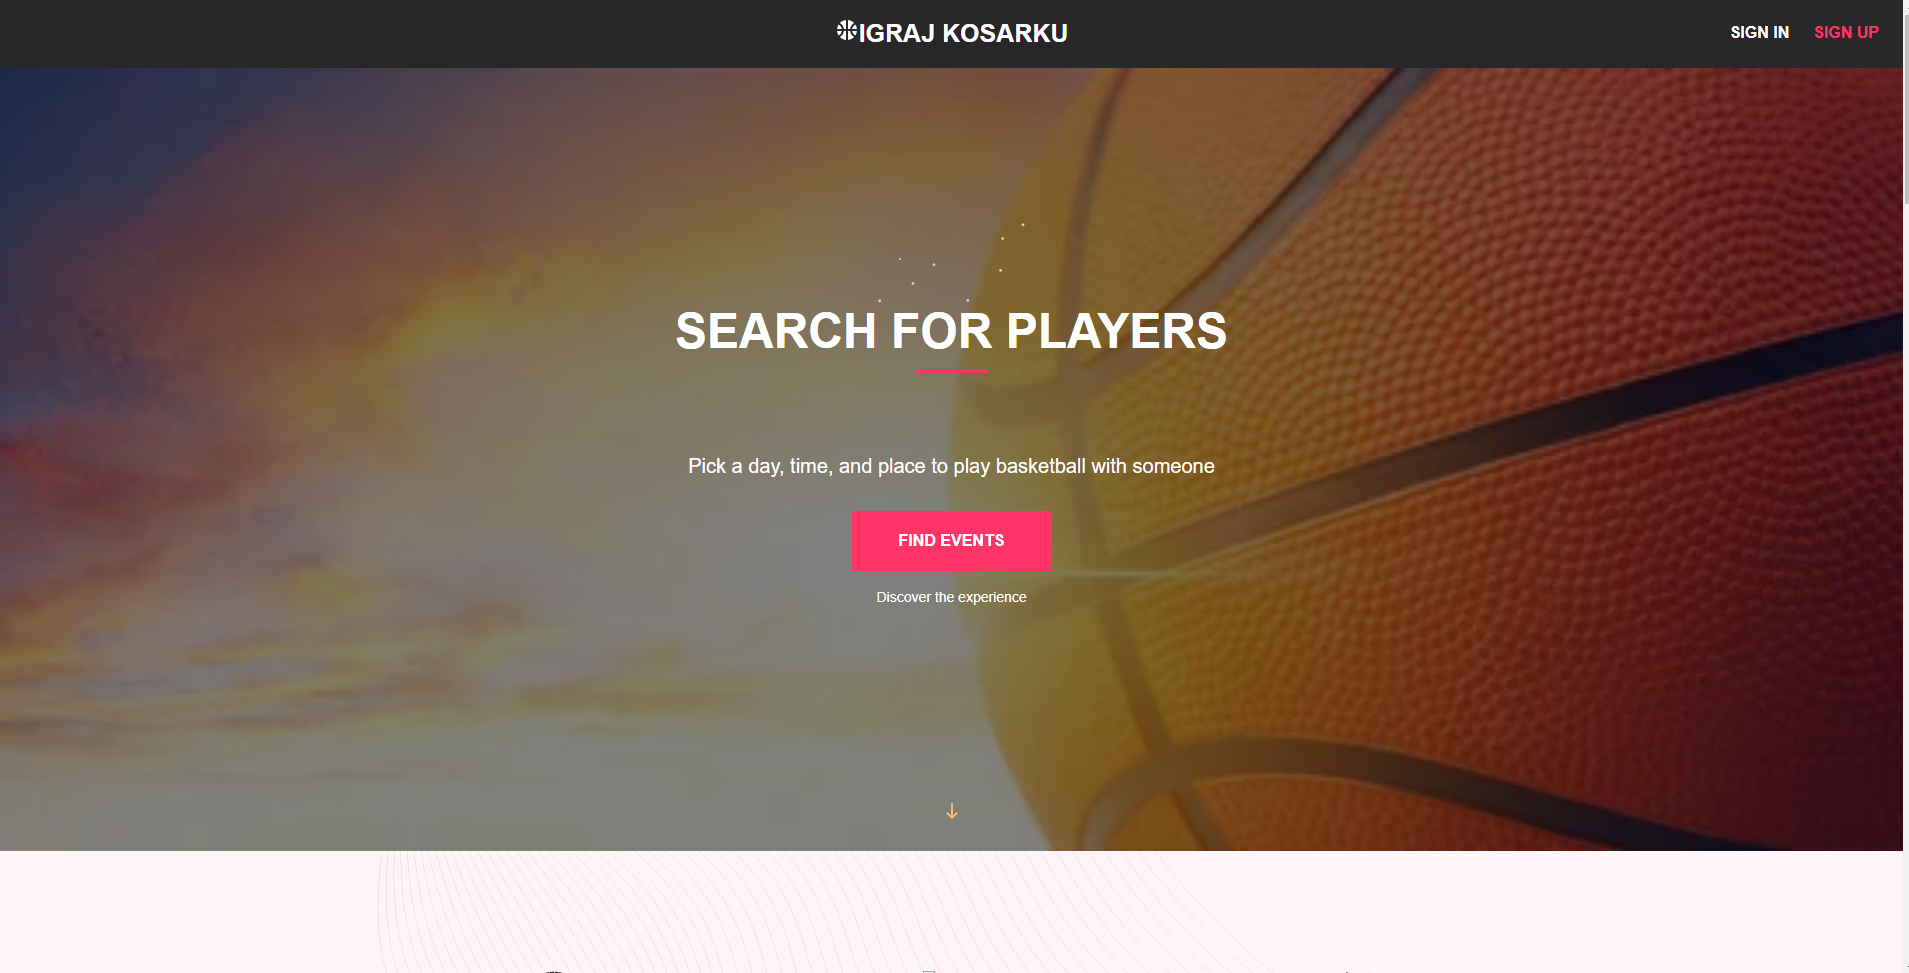 IGRAJ KOSARKU
SIGN IN
SIGN UP
SEARCH FOR PLAYERS
Pick a day, time, and place to play basketball with someone
FIND EVENTS
Discover the experience